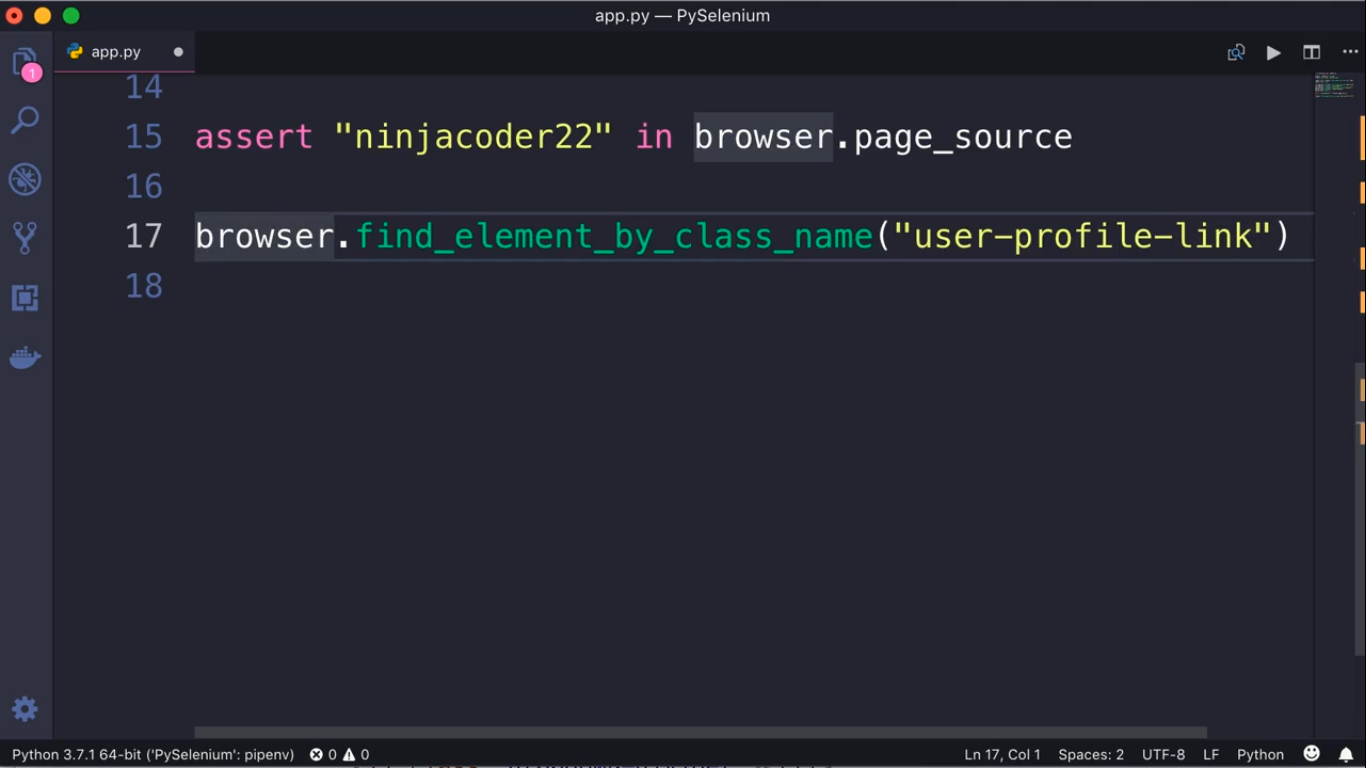 app.py — PySelenium
app.py
1
14
15 assert "ninjacoder22" in browser.page_source
16
17 browser.find_element_by_class_name("user-profile-link")
18
Python 3.7.1 64-bit ('PySelenium': pipenv) 0 0 Ln 17, Col 1 Spaces: 2 UTF-8 LF Python